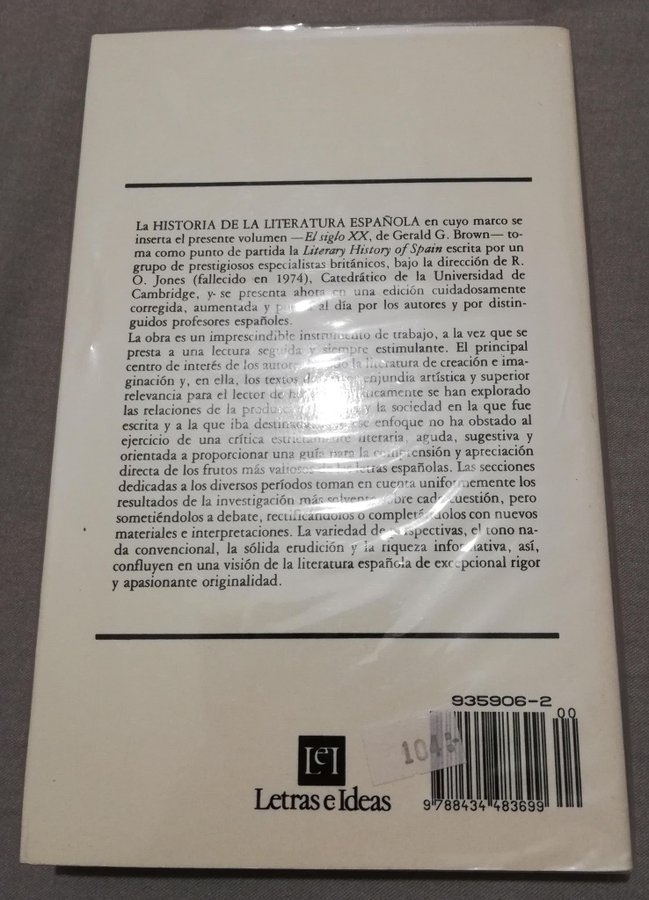 La HISTORIA DE LA LITERATURA ESPAÑOLA en cuyo marco se
inserta el presente volumen —El siglo XX, de Gerald G. Brown— to-
ma como punto de partida la Literary History of Spain escrita por un
grupo de prestigiosos especialistas británicos, bajo la dirección de R.
O. Jones (fallecido en 1974), Catedrático de la Universidad de
Cambridge, y- se presenta ahora en una edición cuidadosamente
corregida, aumentada y al día por los autores y por distin-
guidos profesores españoles.
La obra es un imprescindible instrumento de trabajo, a la vez que se
presta a una lectura seguida y siempre estimulante. El principal
centro de interés de los autores la literatura de creación e ima-
ginación y, en ella, los textos de enjundia artística y superior
relevancia para el lector de se han explorado
las relaciones de la y la sociedad en la que fue
escrita y a la que iba destinada ese enfoque no ha obstado al
ejercicio de una crítica estrictamente literaria, aguda, sugestiva y
orientada a proporcionar una guía para la comprensión y apreciación
directa de los frutos más valiosos letras españolas. Las secciones
dedicadas a los diversos períodos toman en cuenta uniformemente los
resultados de la investigación más solvente sobre cada cuestión, pero
sometiéndolos a debate, rectificándolos o completándolos con nuevos
materiales e interpretaciones. La variedad de perspectivas, el tono na-
da convencional, la sólida erudición y la riqueza informativa, así,
confluyen en una visión de la literatura española de excepcional rigor
y apasionante originalidad.
935906-2
00
104:-
LeI
Letras e Ideas
9 788434 483699